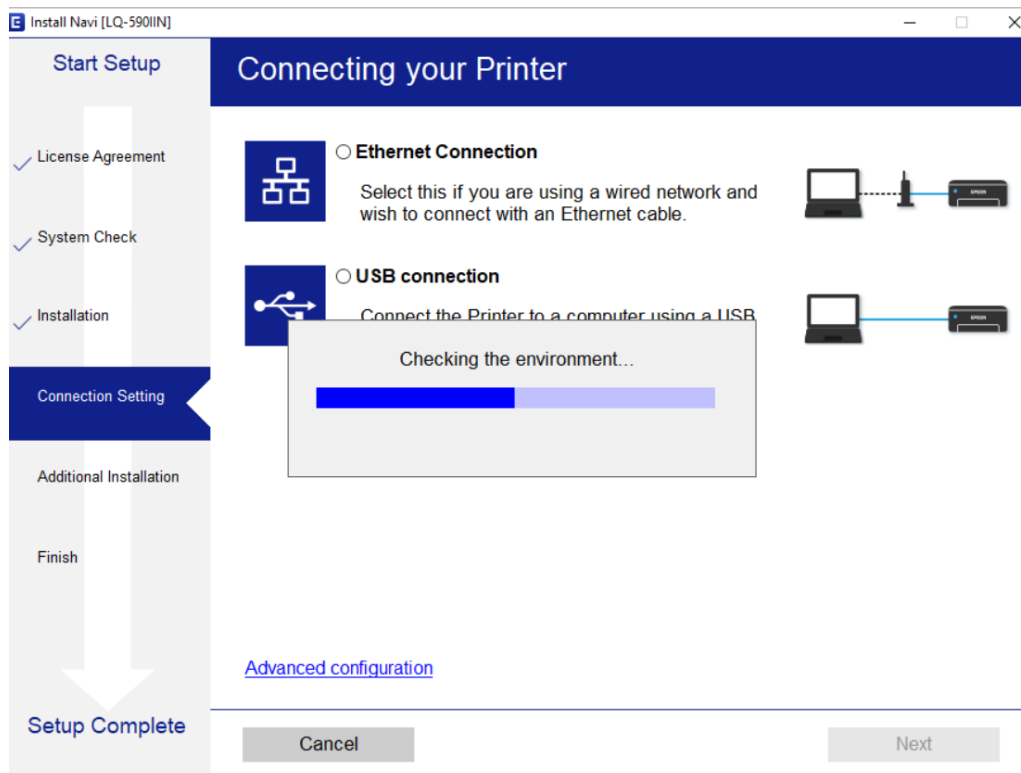 Install Navi [LQ-590IIN]
Start Setup
Connecting your Printer
License Agreement
System Check
Installation
Connection Setting
Additional Installation
Finish
Setup Complete
Ethernet Connection
Select this if you are using a wired network and
wish to connect with an Ethernet cable.
EPSON
USB connection
Connect the Printer to a computer using a USB
EPSON
Checking the environment...
Advanced configuration
Cancel
Next